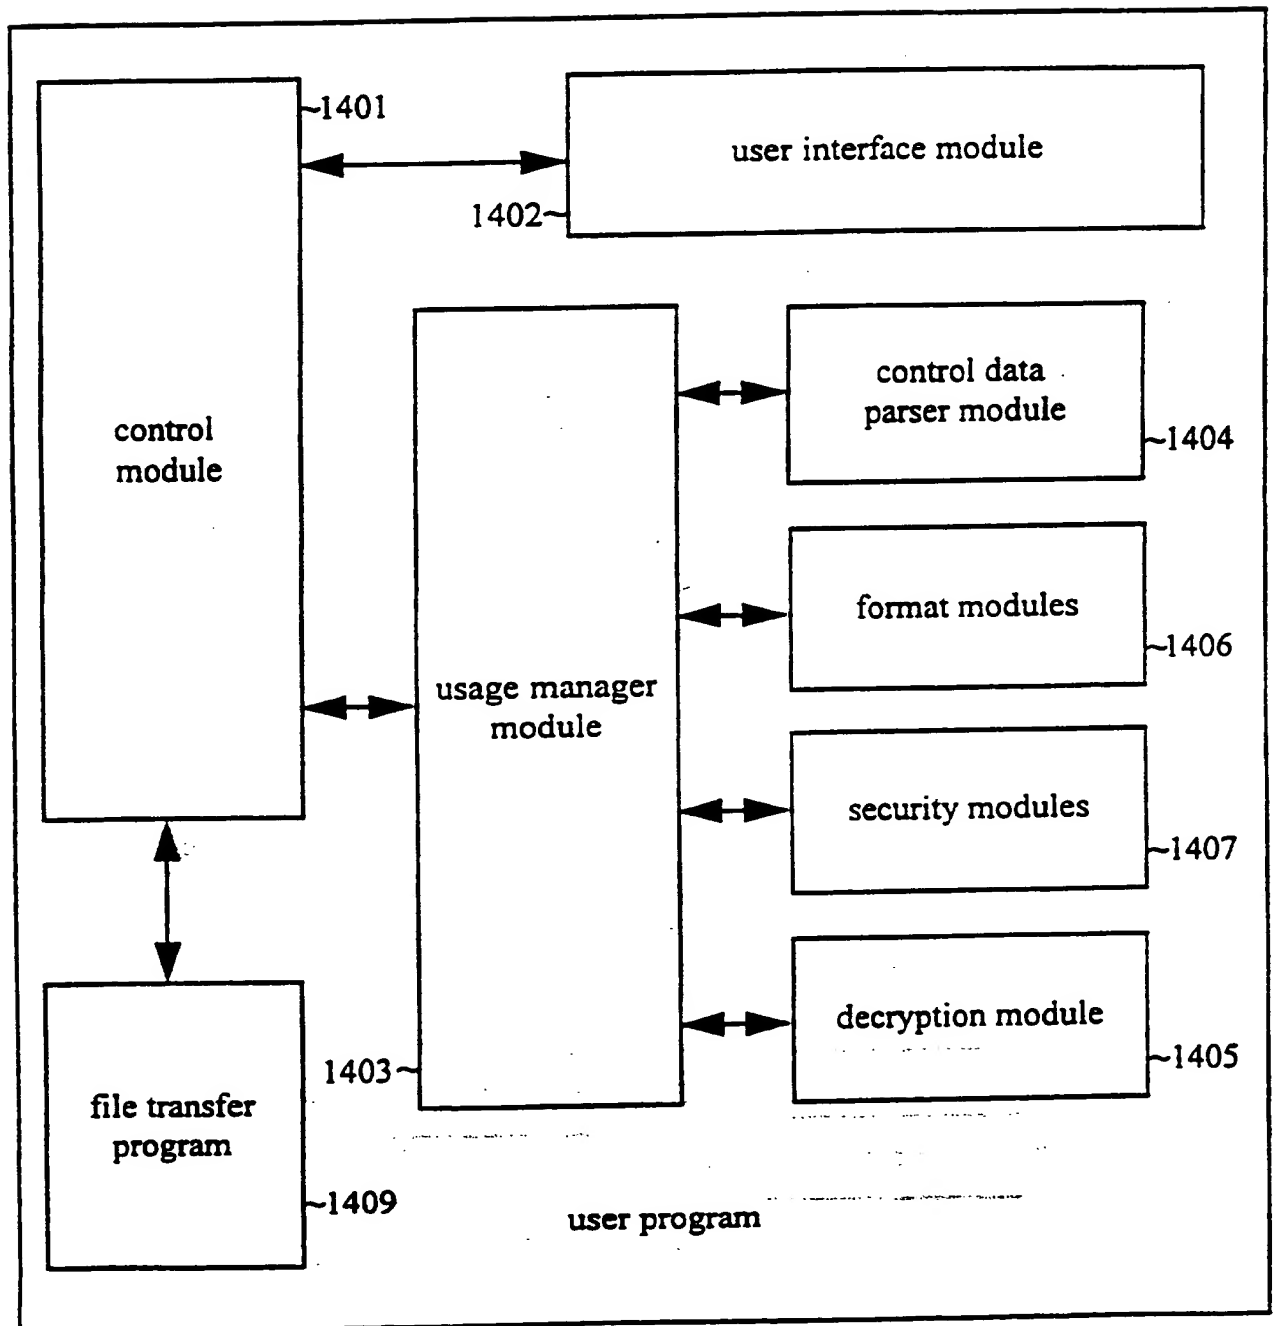 1401
user interface module
1402
control data
parser module
1404
control
module
format modules
1406
usage manager
module
security modules
1407
decryption module
1405
1403
file transfer
program
1409
user program